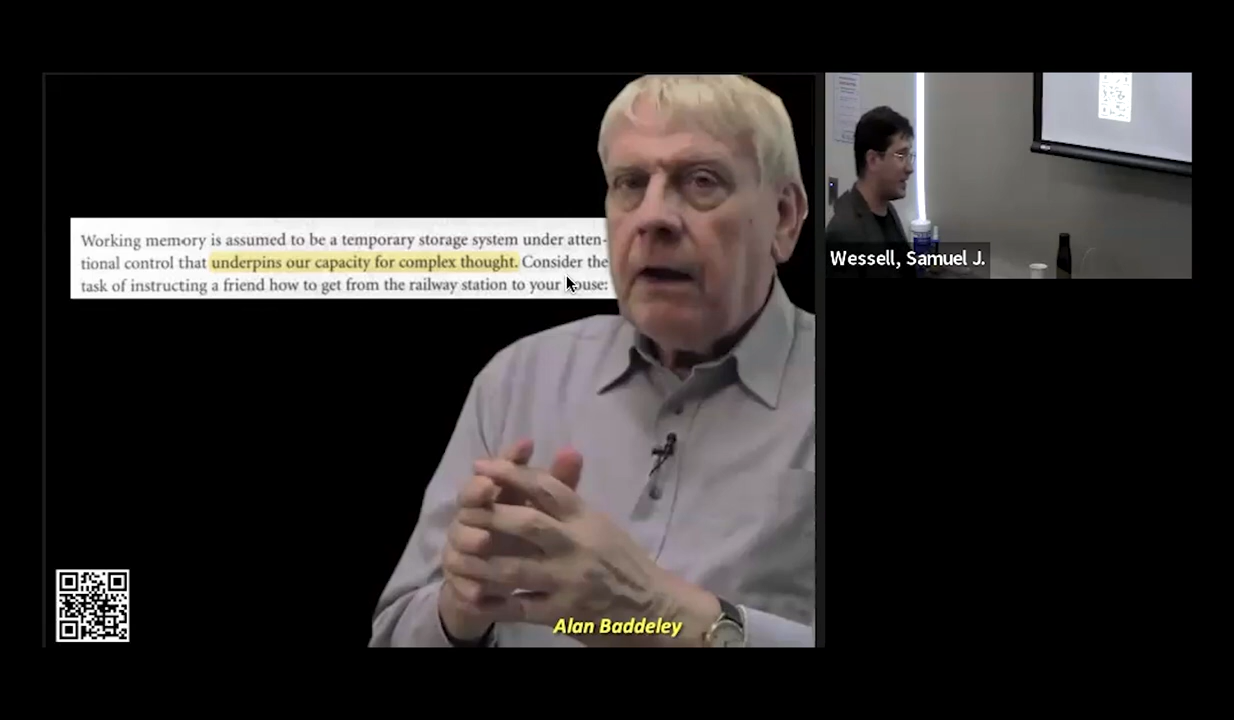 Working memory is assumed to be a temporary storage system under atten-
tional control that underpins our capacity for complex thought. Consider the
task of instructing a friend how to get from the railway station to your house:
Alan Baddeley
Wessell, Samuel J.